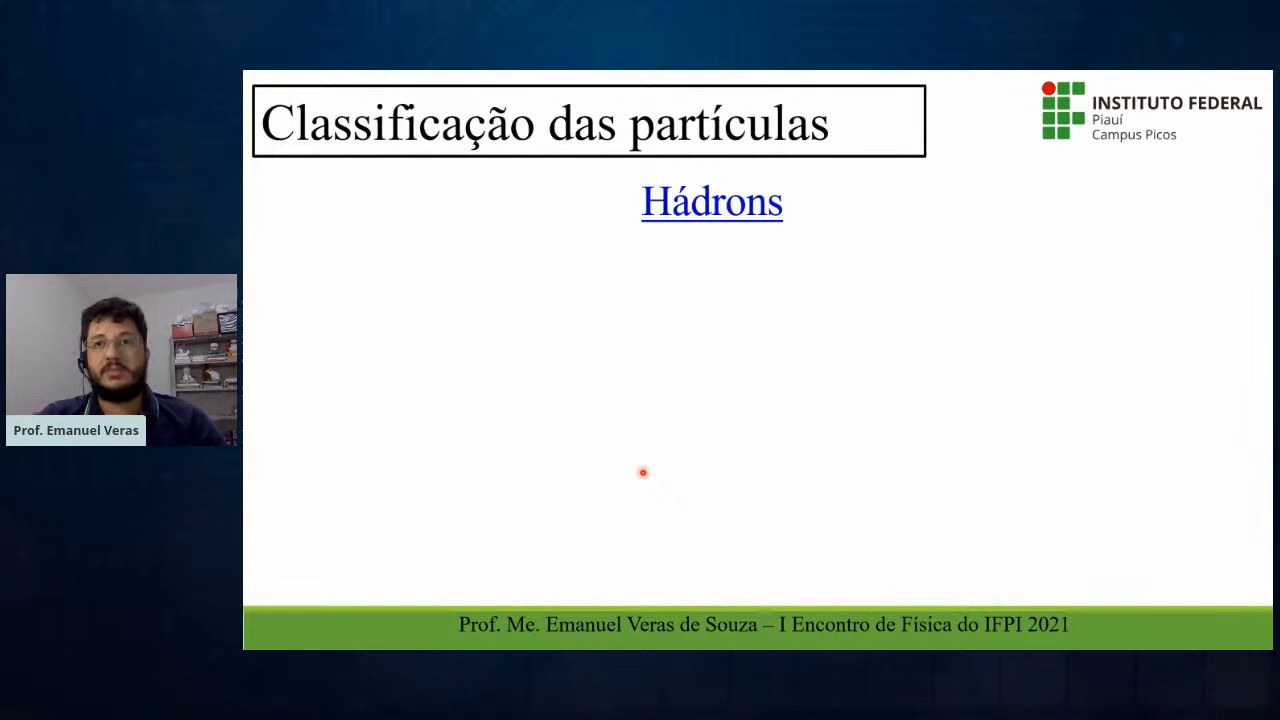 Classificação das partículas
INSTITUTO FEDERAL
Piauí
Campus Picos
Hádrons
Prof. Emanuel Veras
Prof. Me. Emanuel Veras de Souza – I Encontro de Física do IFPI 2021